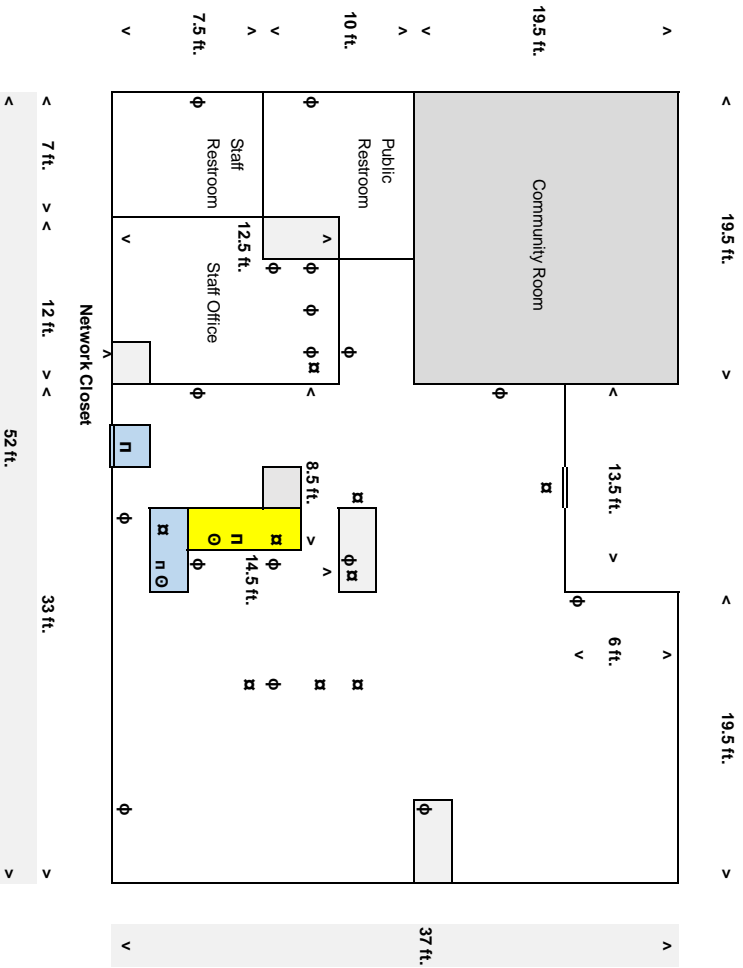 19.5 ft.
19.5 ft.
13.5 ft.
6 ft.
19.5 ft.
Community Room
37 ft.
10 ft.
Public
Restroom
8.5 ft.
14.5 ft.
12.5 ft.
7.5 ft.
Staff
Restroom
Staff Office
Network Closet
7 ft.
12 ft.
33 ft.
52 ft.